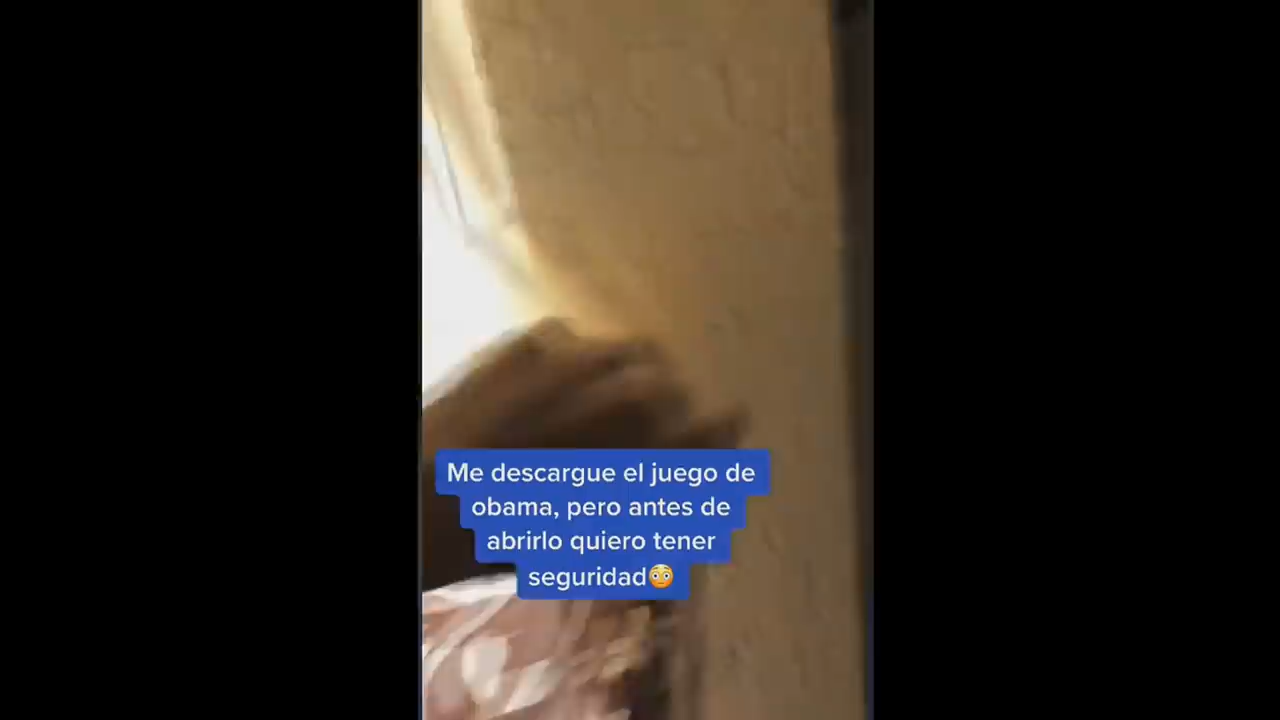 Me descargue el juego de
obama, pero antes de
abrirlo quiero tener
seguridad😳